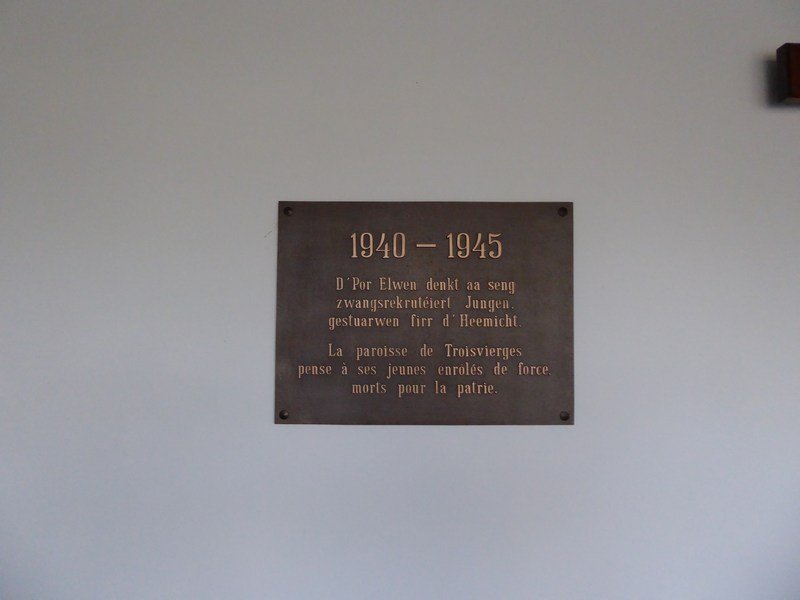 1940 – 1945
D'Por Elwen denkt aa seng
zwangsrekrutéiert Jungen.
gestuarwen firr d'Heemicht.
La paroisse de Troisvierges
pense à ses jeunes enrolés de force.
morts pour la patrie.